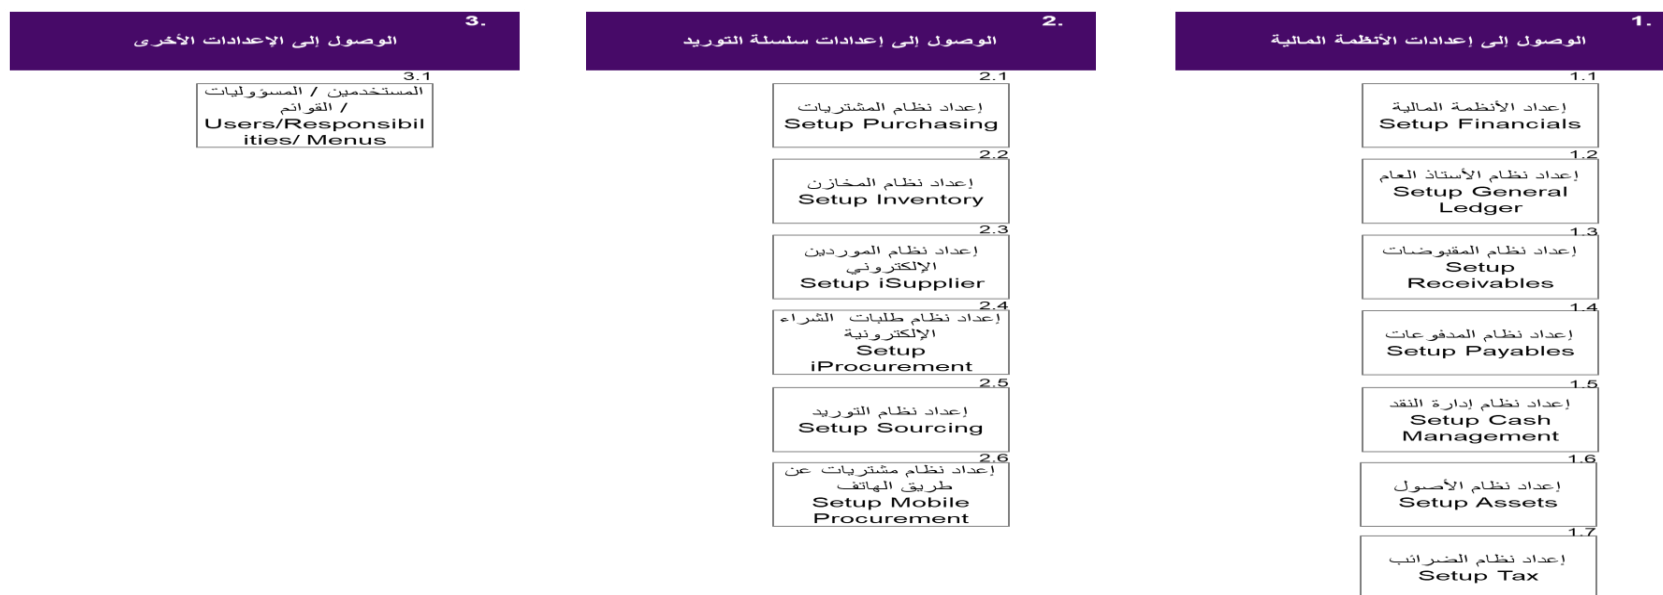 1.
الوصول إلى إعدادات الأنظمة المالية
1.1
إعداد الأنظمة المالية
Setup Financials
1.2
إعداد نظام الأستاذ العام
Setup General
Ledger
1.3
إعداد نظام المقبوضات
Setup
Receivables
1.4
إعداد نظام المدفوعات
Setup Payables
1.5
إعداد نظام إدارة النقد
Setup Cash
Management
1.6
إعداد نظام الأصول
Setup Assets
1.7
إعداد نظام الضرائب
Setup Tax
2.
الوصول إلى إعدادات سلسلة التوريد
2.1
إعداد نظام المشتريات
Setup Purchasing
2.2
إعداد نظام المخازن
Setup Inventory
2.3
إعداد نظام الموردين
الإلكتروني
Setup iSupplier
2.4
إعداد نظام طلبات الشراء
الإلكترونية
Setup
iProcurement
2.5
إعداد نظام التوريد
Setup Sourcing
2.6
إعداد نظام مشتريات عن
طريق الهاتف
Setup Mobile
Procurement
3.
الوصول إلى الإعدادات الأخرى
3.1
المستخدمين / المسؤوليات
/ القوائم
Users/Responsibil
ities/ Menus